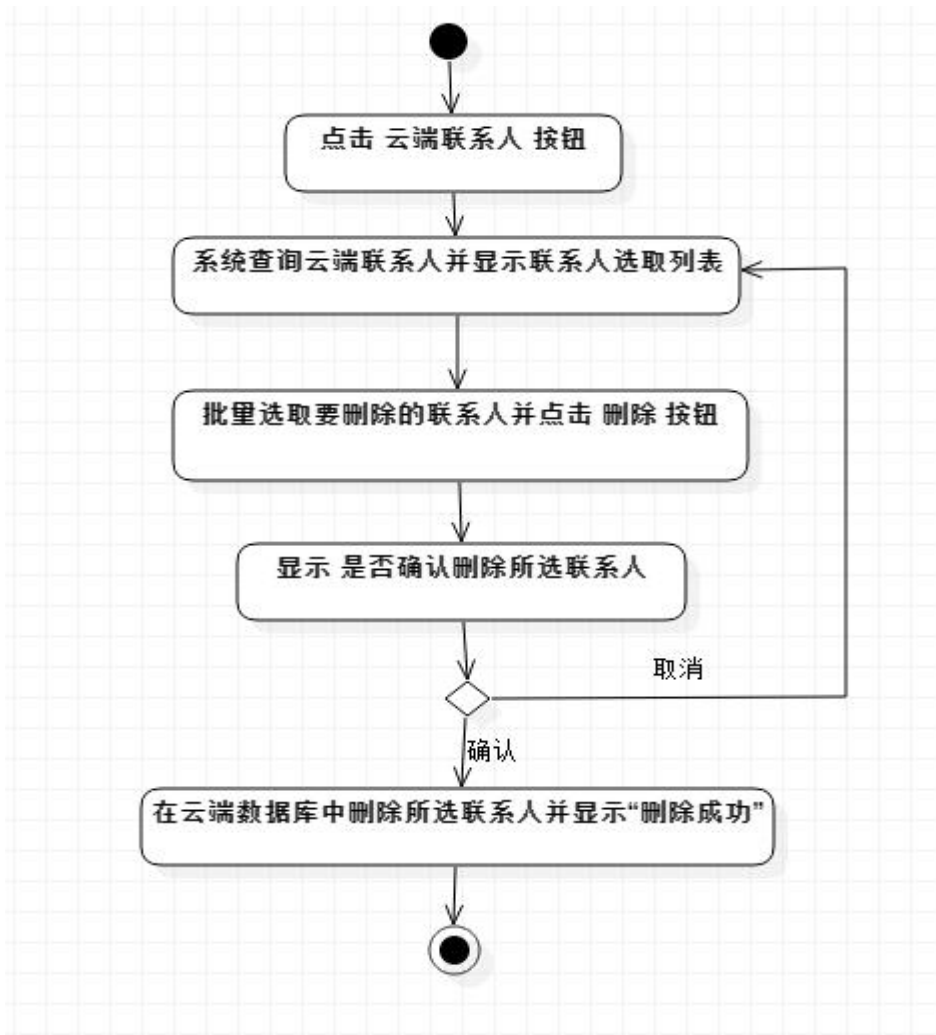 点击 云端联系人 按钮
系统查询云端联系人并显示联系人选取列表
批量选取要删除的联系人并点击 删除 按钮
显示 是否确认删除所选联系人
取消
确认
在云端数据库中删除所选联系人并显示“删除成功”